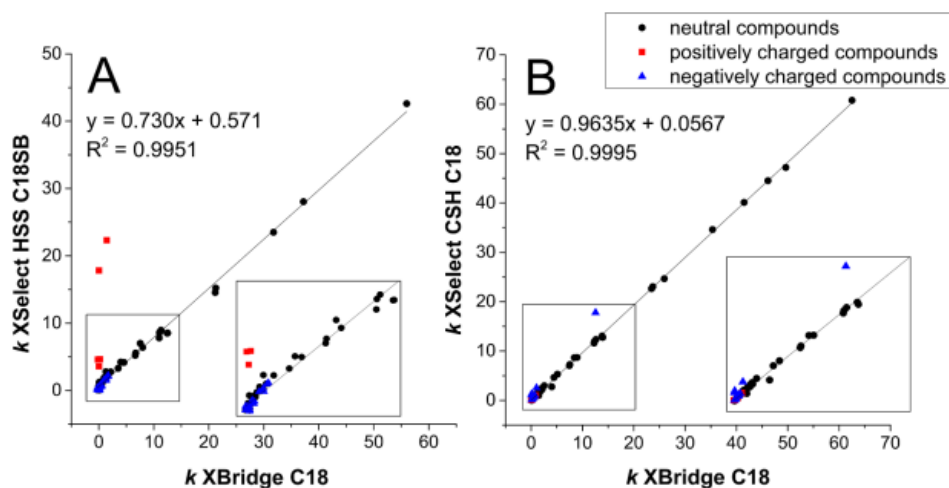 neutral compounds
positively charged compounds
negatively charged compounds
A
y = 0.730x + 0.571
R² = 0.9951
k XSelect HSS C18SB
50
40
30
20
10
0
0 10 20 30 40 50 60
k XBridge C18
B
y = 0.9635x + 0.0567
R² = 0.9995
k XSelect CSH C18
70
60
50
40
30
20
10
0
0 10 20 30 40 50 60 70
k XBridge C18